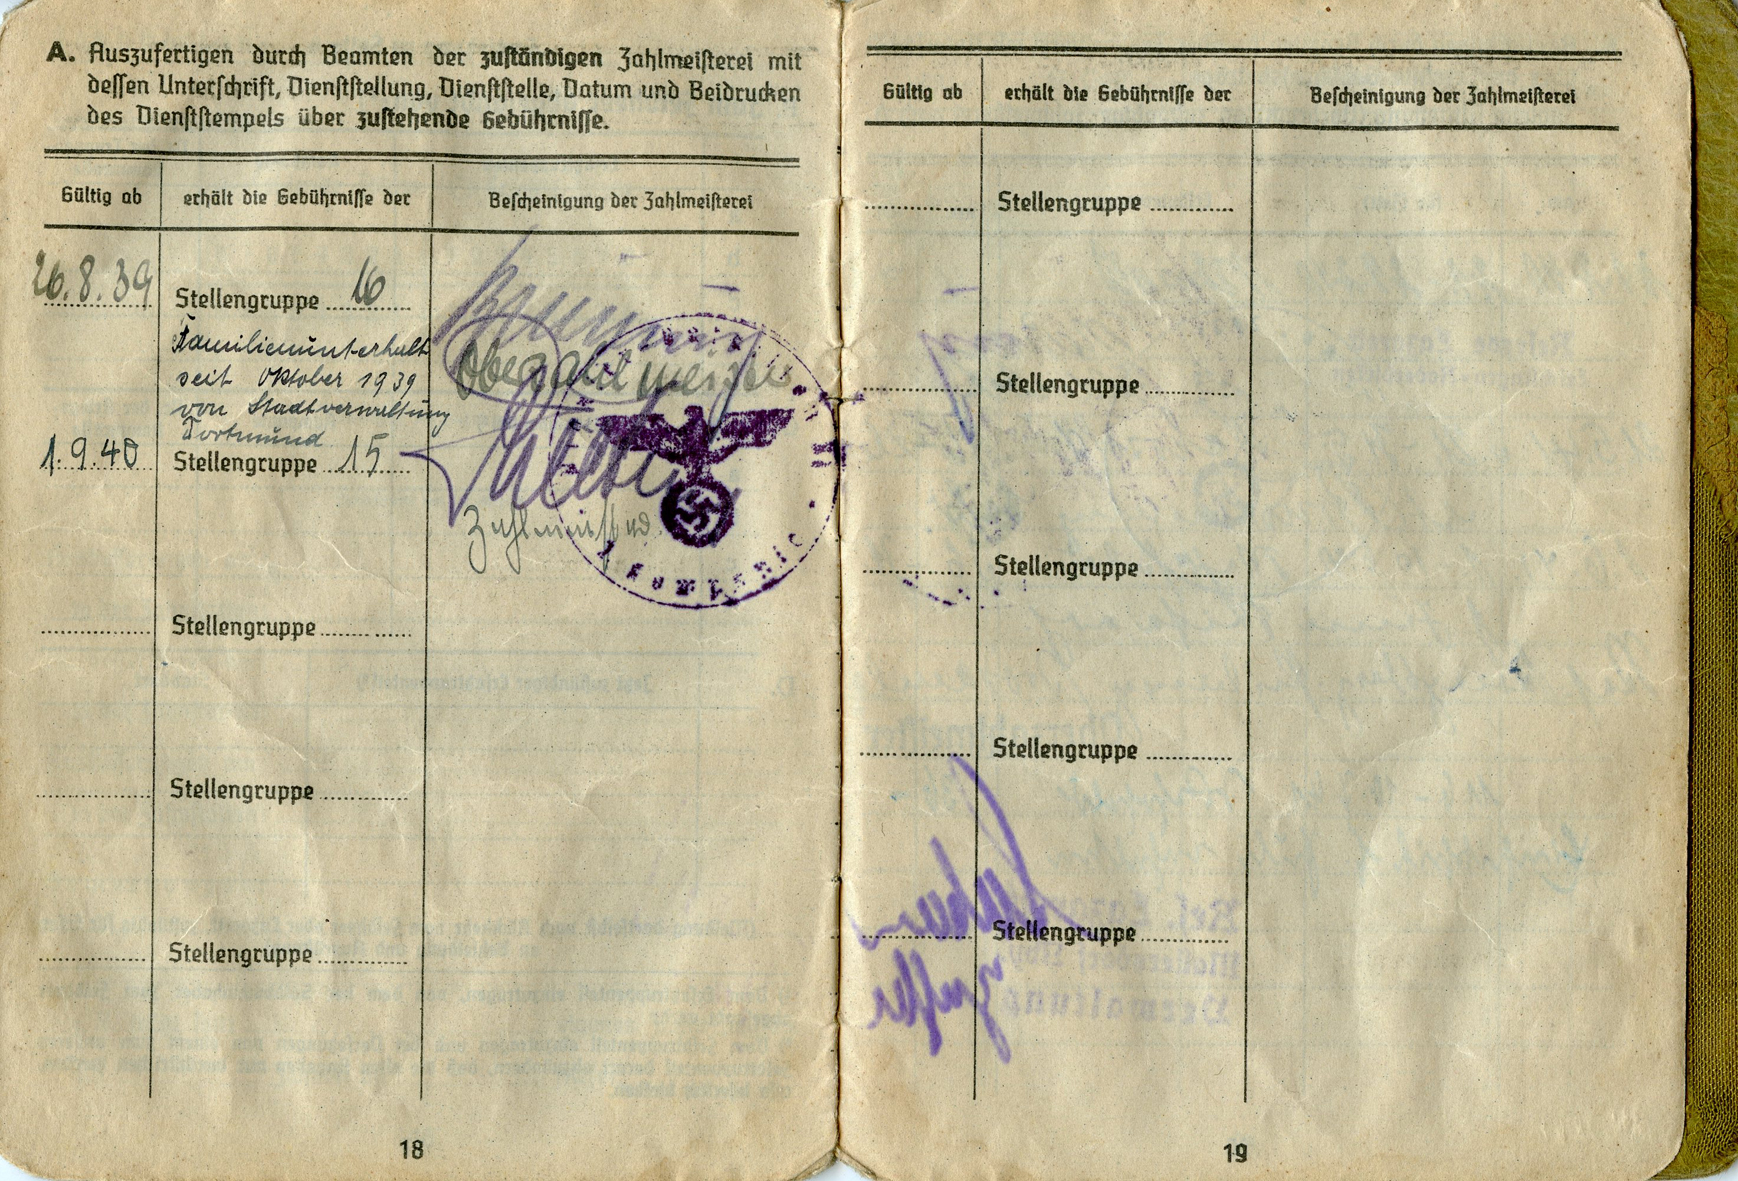 A. Auszufertigen durch Beamten der zuständigen Zahlmeisterei mit
dessen Unterschrift, Dienststellung, Dienststelle, Datum und Beidrucken
des Dienststempels über zustehende Gebührnisse.
Gültig ab erhält die Gebührnisse der Bescheinigung der Zahlmeisterei
26.8.39 Stellengruppe 16
Familienunterhalt
seit Oktober 1939
von Stadtverwaltung
Dortmund
Oberzahlmeister
1.9.40 Stellengruppe 15
Stellengruppe
Stellengruppe
Stellengruppe
18
Gültig ab erhält die Gebührnisse der Bescheinigung der Zahlmeisterei
Stellengruppe
Stellengruppe
Stellengruppe
Stellengruppe
Stellengruppe
19